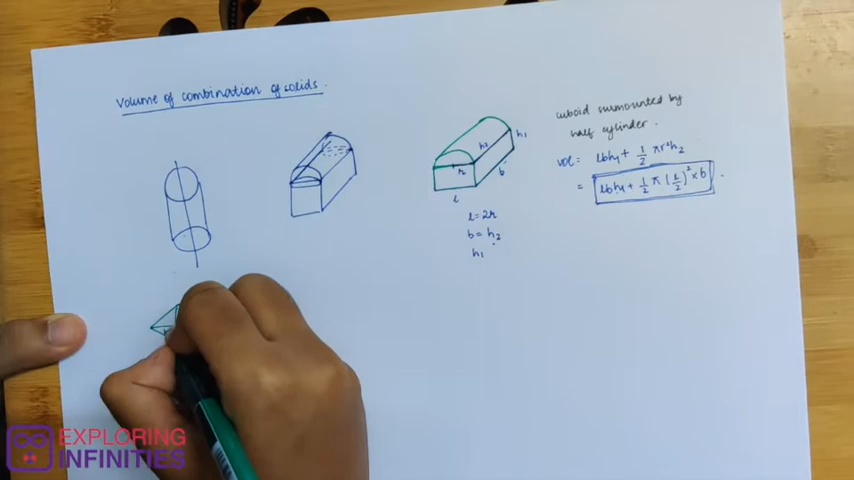 Volume of combination of solids.
cuboid surmounted by
half cylinder.
Vol = lbh₁ + 1/2 πr²h₂
= lbh₁ + 1/2 π (l/2)² × b
h₁
h₂
r
b
l
l = 2r
b = h₂
h₁
EXPLORING
INFINITIES